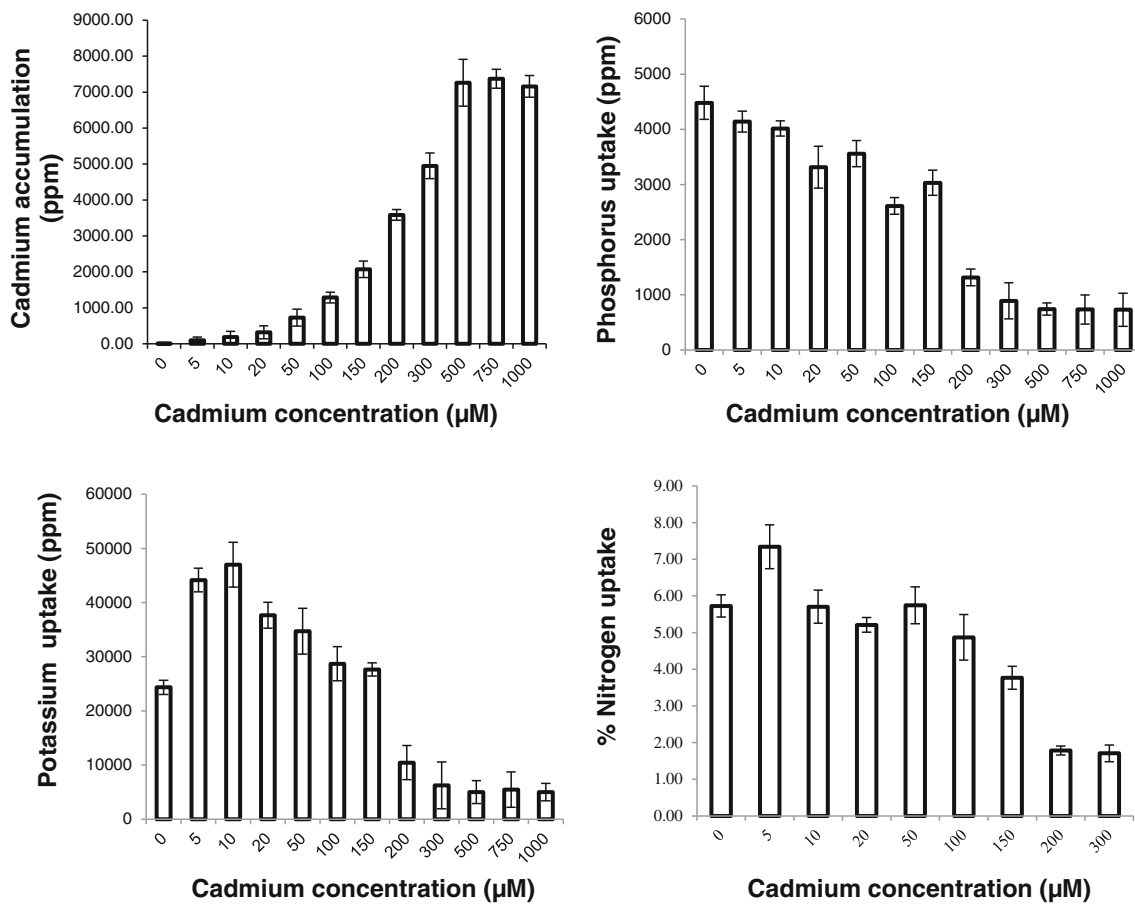 Cadmium accumulation
(ppm)
9000.00
8000.00
7000.00
6000.00
5000.00
4000.00
3000.00
2000.00
1000.00
0.00
0 5 10 20 50 100 150 200 300 500 750 1000
Cadmium concentration (µM)
Phosphorus uptake (ppm)
6000
5000
4000
3000
2000
1000
0
0 5 10 20 50 100 150 200 300 500 750 1000
Cadmium concentration (µM)
Potassium uptake (ppm)
60000
50000
40000
30000
20000
10000
0
0 5 10 20 50 100 150 200 300 500 750 1000
Cadmium concentration (µM)
% Nitrogen uptake
9.00
8.00
7.00
6.00
5.00
4.00
3.00
2.00
1.00
0.00
0 5 10 20 50 100 150 200 300
Cadmium concentration (µM)